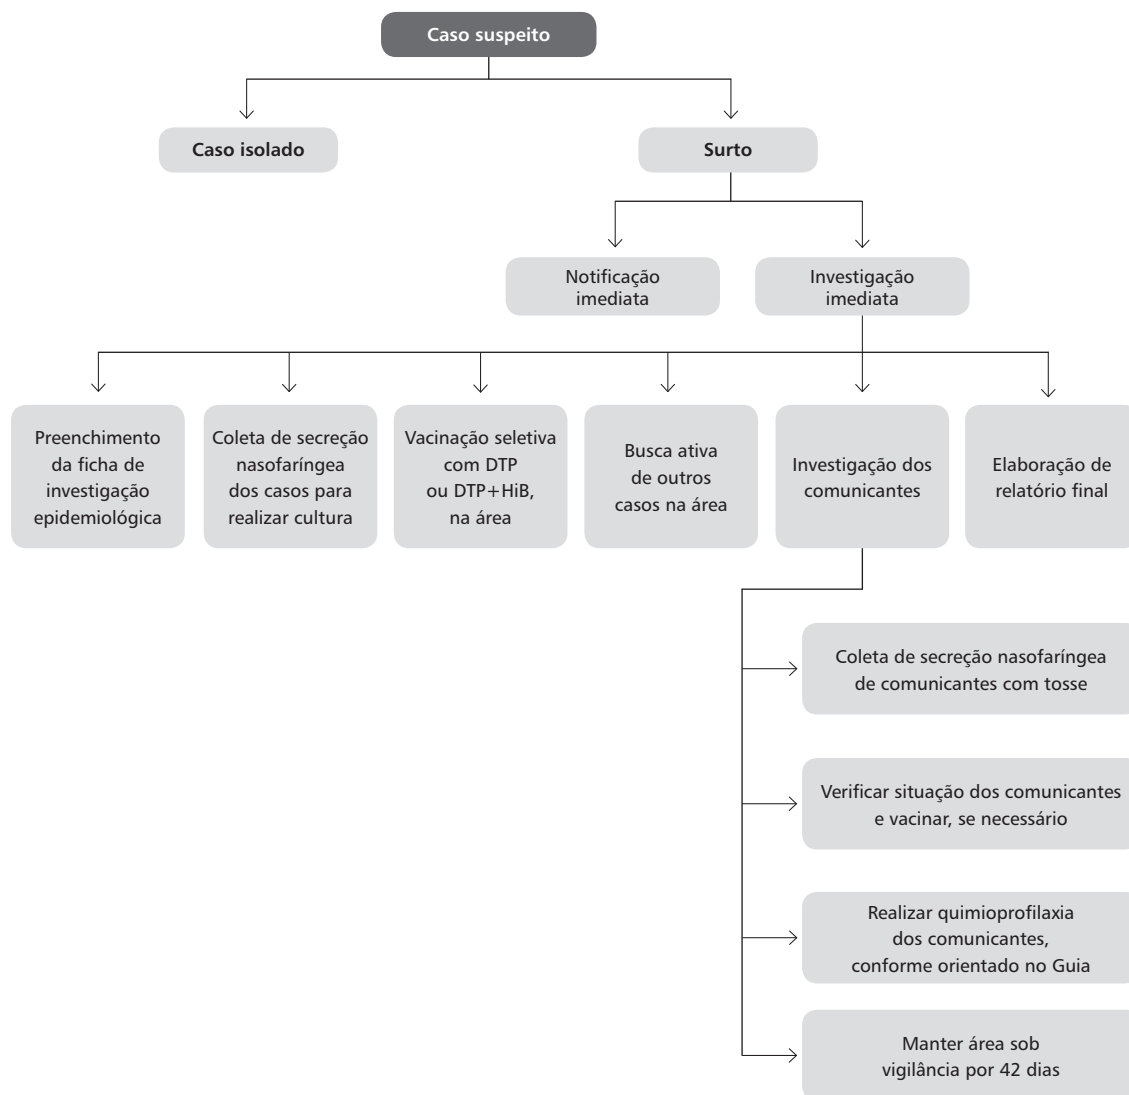 Caso suspeito
Caso isolado
Surto
Notificação
imediata
Investigação
imediata
Preenchimento
da ficha de
investigação
epidemiológica
Coleta de secreção
nasofaríngea
dos casos para
realizar cultura
Vacinação seletiva
com DTP
ou DTP+HiB,
na área
Busca ativa
de outros
casos na área
Investigação dos
comunicantes
Elaboração de
relatório final
Coleta de secreção nasofaríngea
de comunicantes com tosse
Verificar situação dos comunicantes
e vacinar, se necessário
Realizar quimioprofilaxia
dos comunicantes,
conforme orientado no Guia
Manter área sob
vigilância por 42 dias